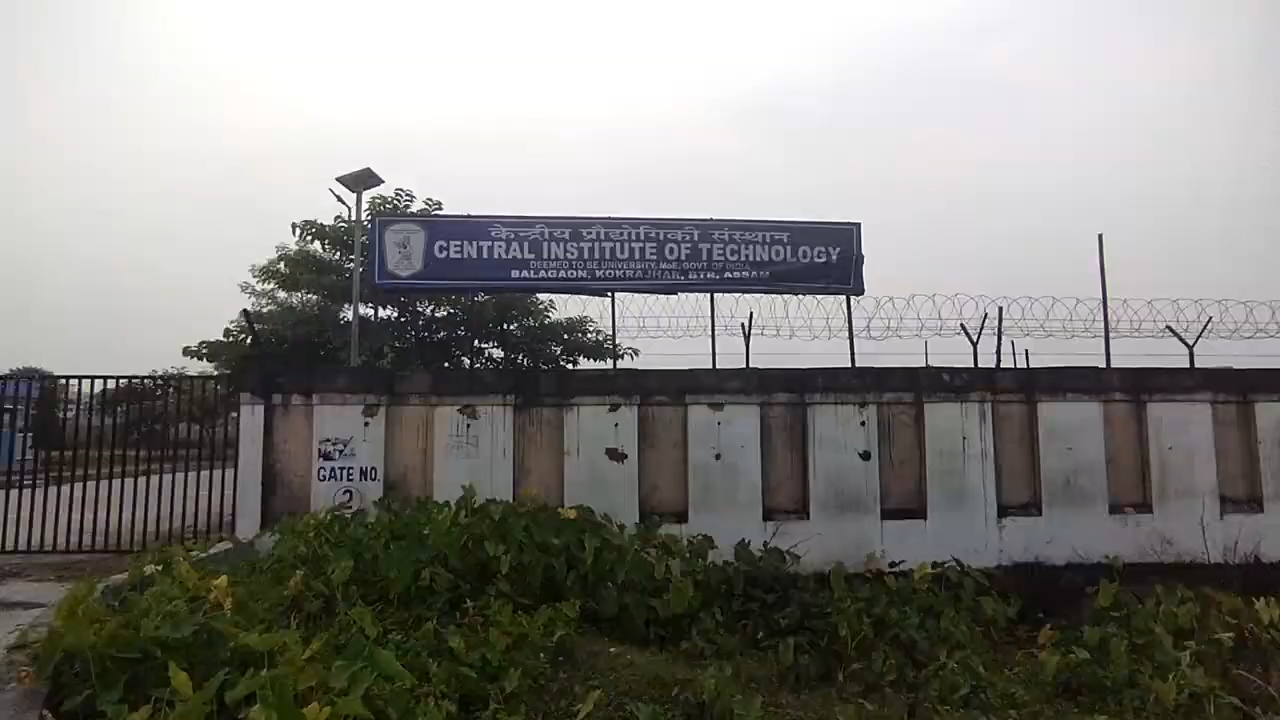 केन्द्रीय प्रौद्योगिकी संस्थान
CENTRAL INSTITUTE OF TECHNOLOGY
DEEMED TO BE UNIVERSITY, MoE, GOVT. OF INDIA
BALAGAON, KOKRAJHAR, BTR, ASSAM
GATE NO.
2